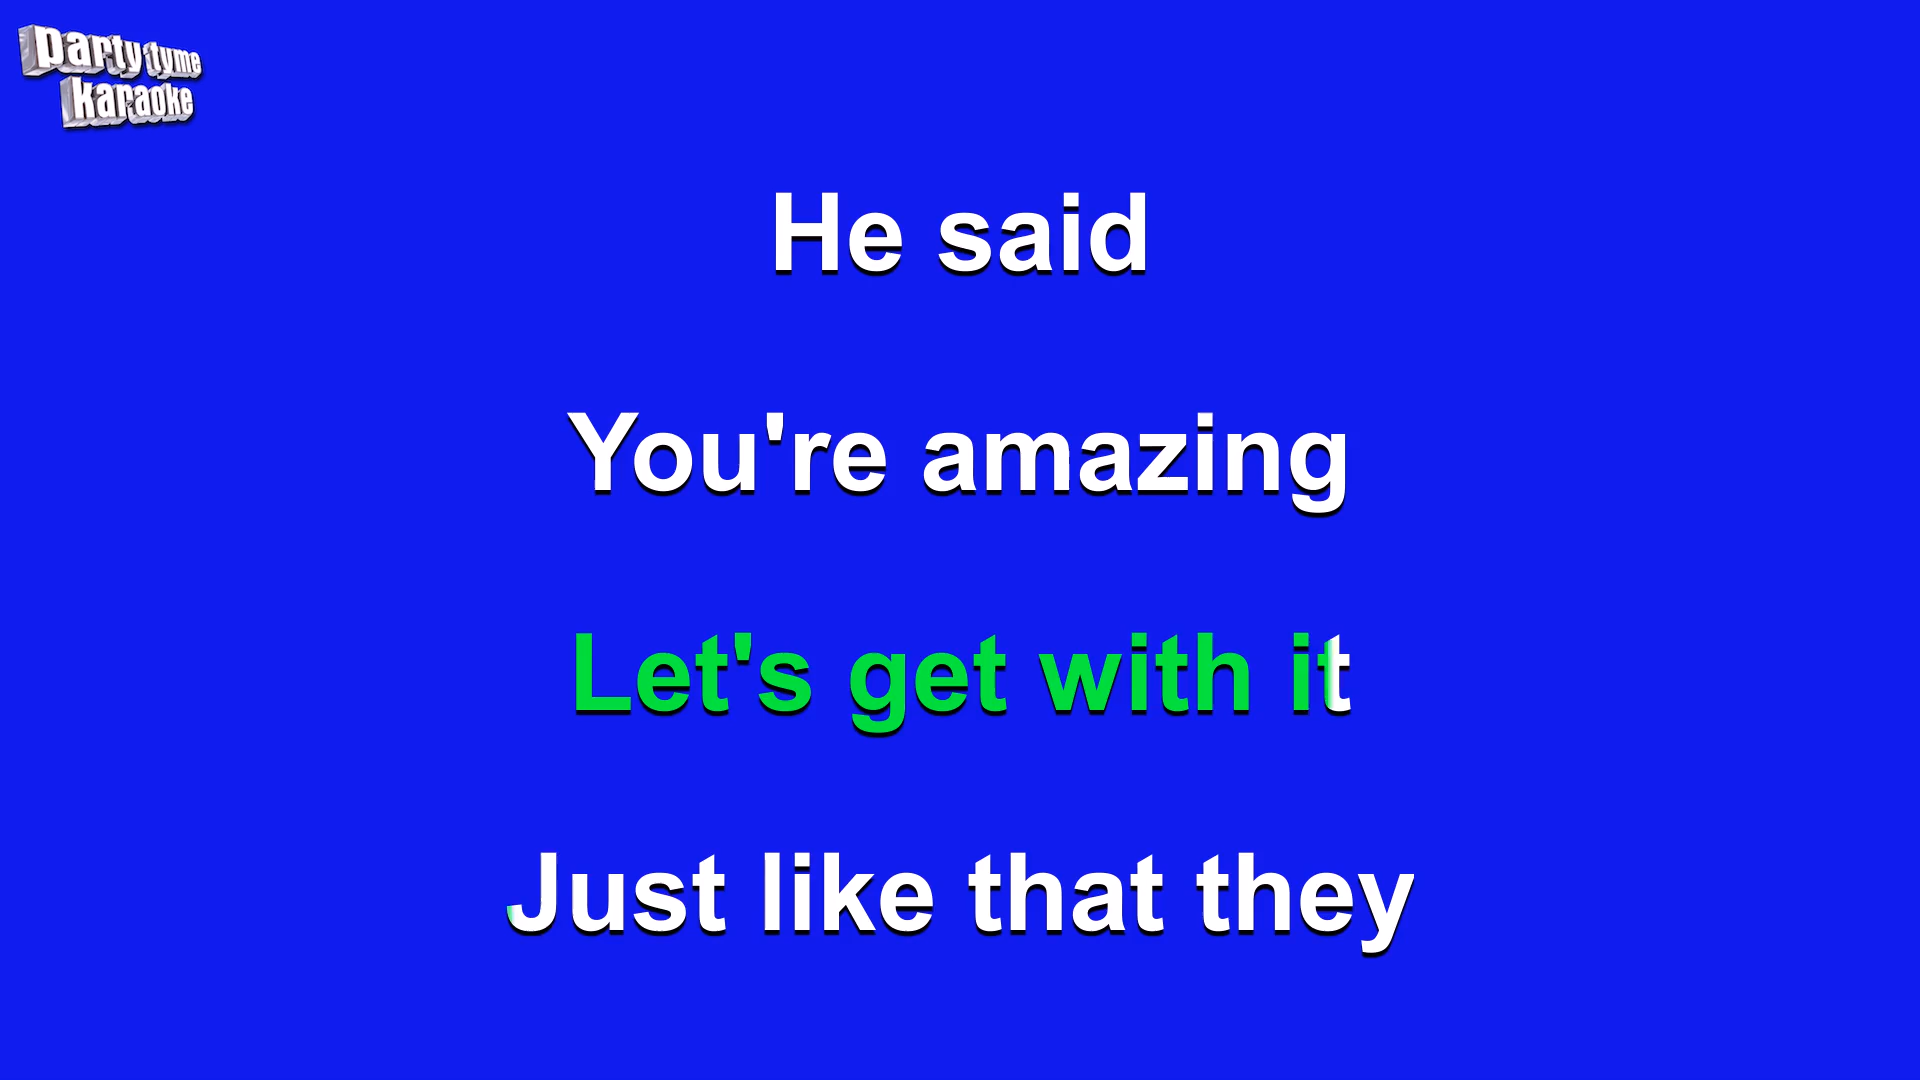 party tyme
karaoke
He said
You're amazing
Let's get with it
Just like that they